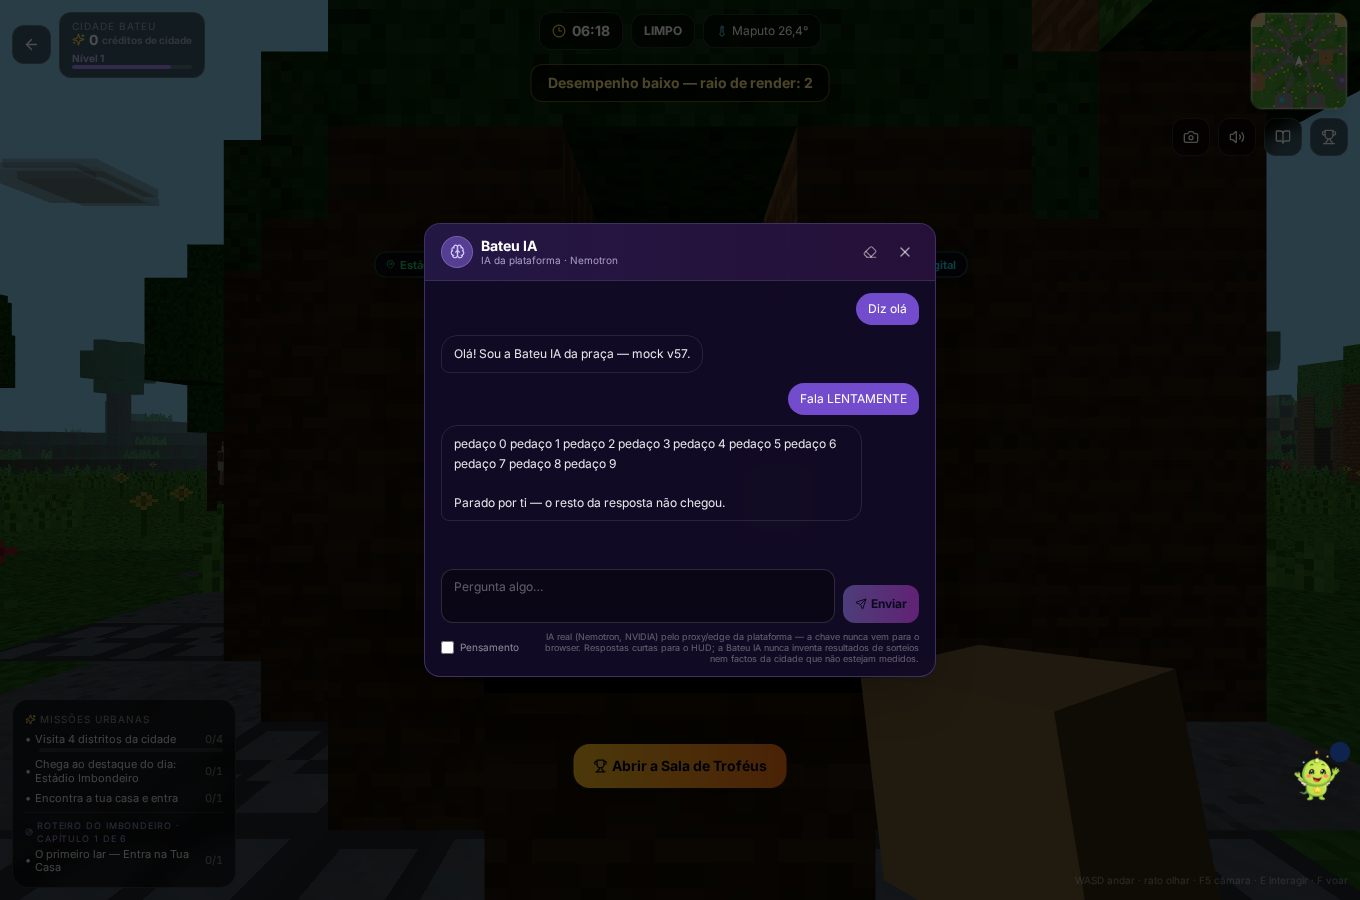 CIDADE BATEU
0 créditos de cidade
Nível 1
06:18
LIMPO
Maputo 26,4°
Desempenho baixo — raio de render: 2
Está
gital
Bateu IA
IA da plataforma · Nemotron
Diz olá
Olá! Sou a Bateu IA da praça — mock v57.
Fala LENTAMENTE
pedaço 0 pedaço 1 pedaço 2 pedaço 3 pedaço 4 pedaço 5 pedaço 6
pedaço 7 pedaço 8 pedaço 9
Parado por ti — o resto da resposta não chegou.
Pergunta algo...
Enviar
Pensamento
IA real (Nemotron, NVIDIA) pelo proxy/edge da plataforma — a chave nunca vem para o
browser. Respostas curtas para o HUD; a Bateu IA nunca inventa resultados de sorteios
nem factos da cidade que não estejam medidos.
MISSÕES URBANAS
• Visita 4 distritos da cidade 0/4
• Chega ao destaque do dia:
Estádio Imbondeiro 0/1
• Encontra a tua casa e entra 0/1
ROTEIRO DO IMBONDEIRO ·
CAPÍTULO 1 DE 6
• O primeiro lar — Entra na Tua
Casa 0/1
Abrir a Sala de Troféus
WASD andar · rato olhar · F5 câmara · E interagir · F voar